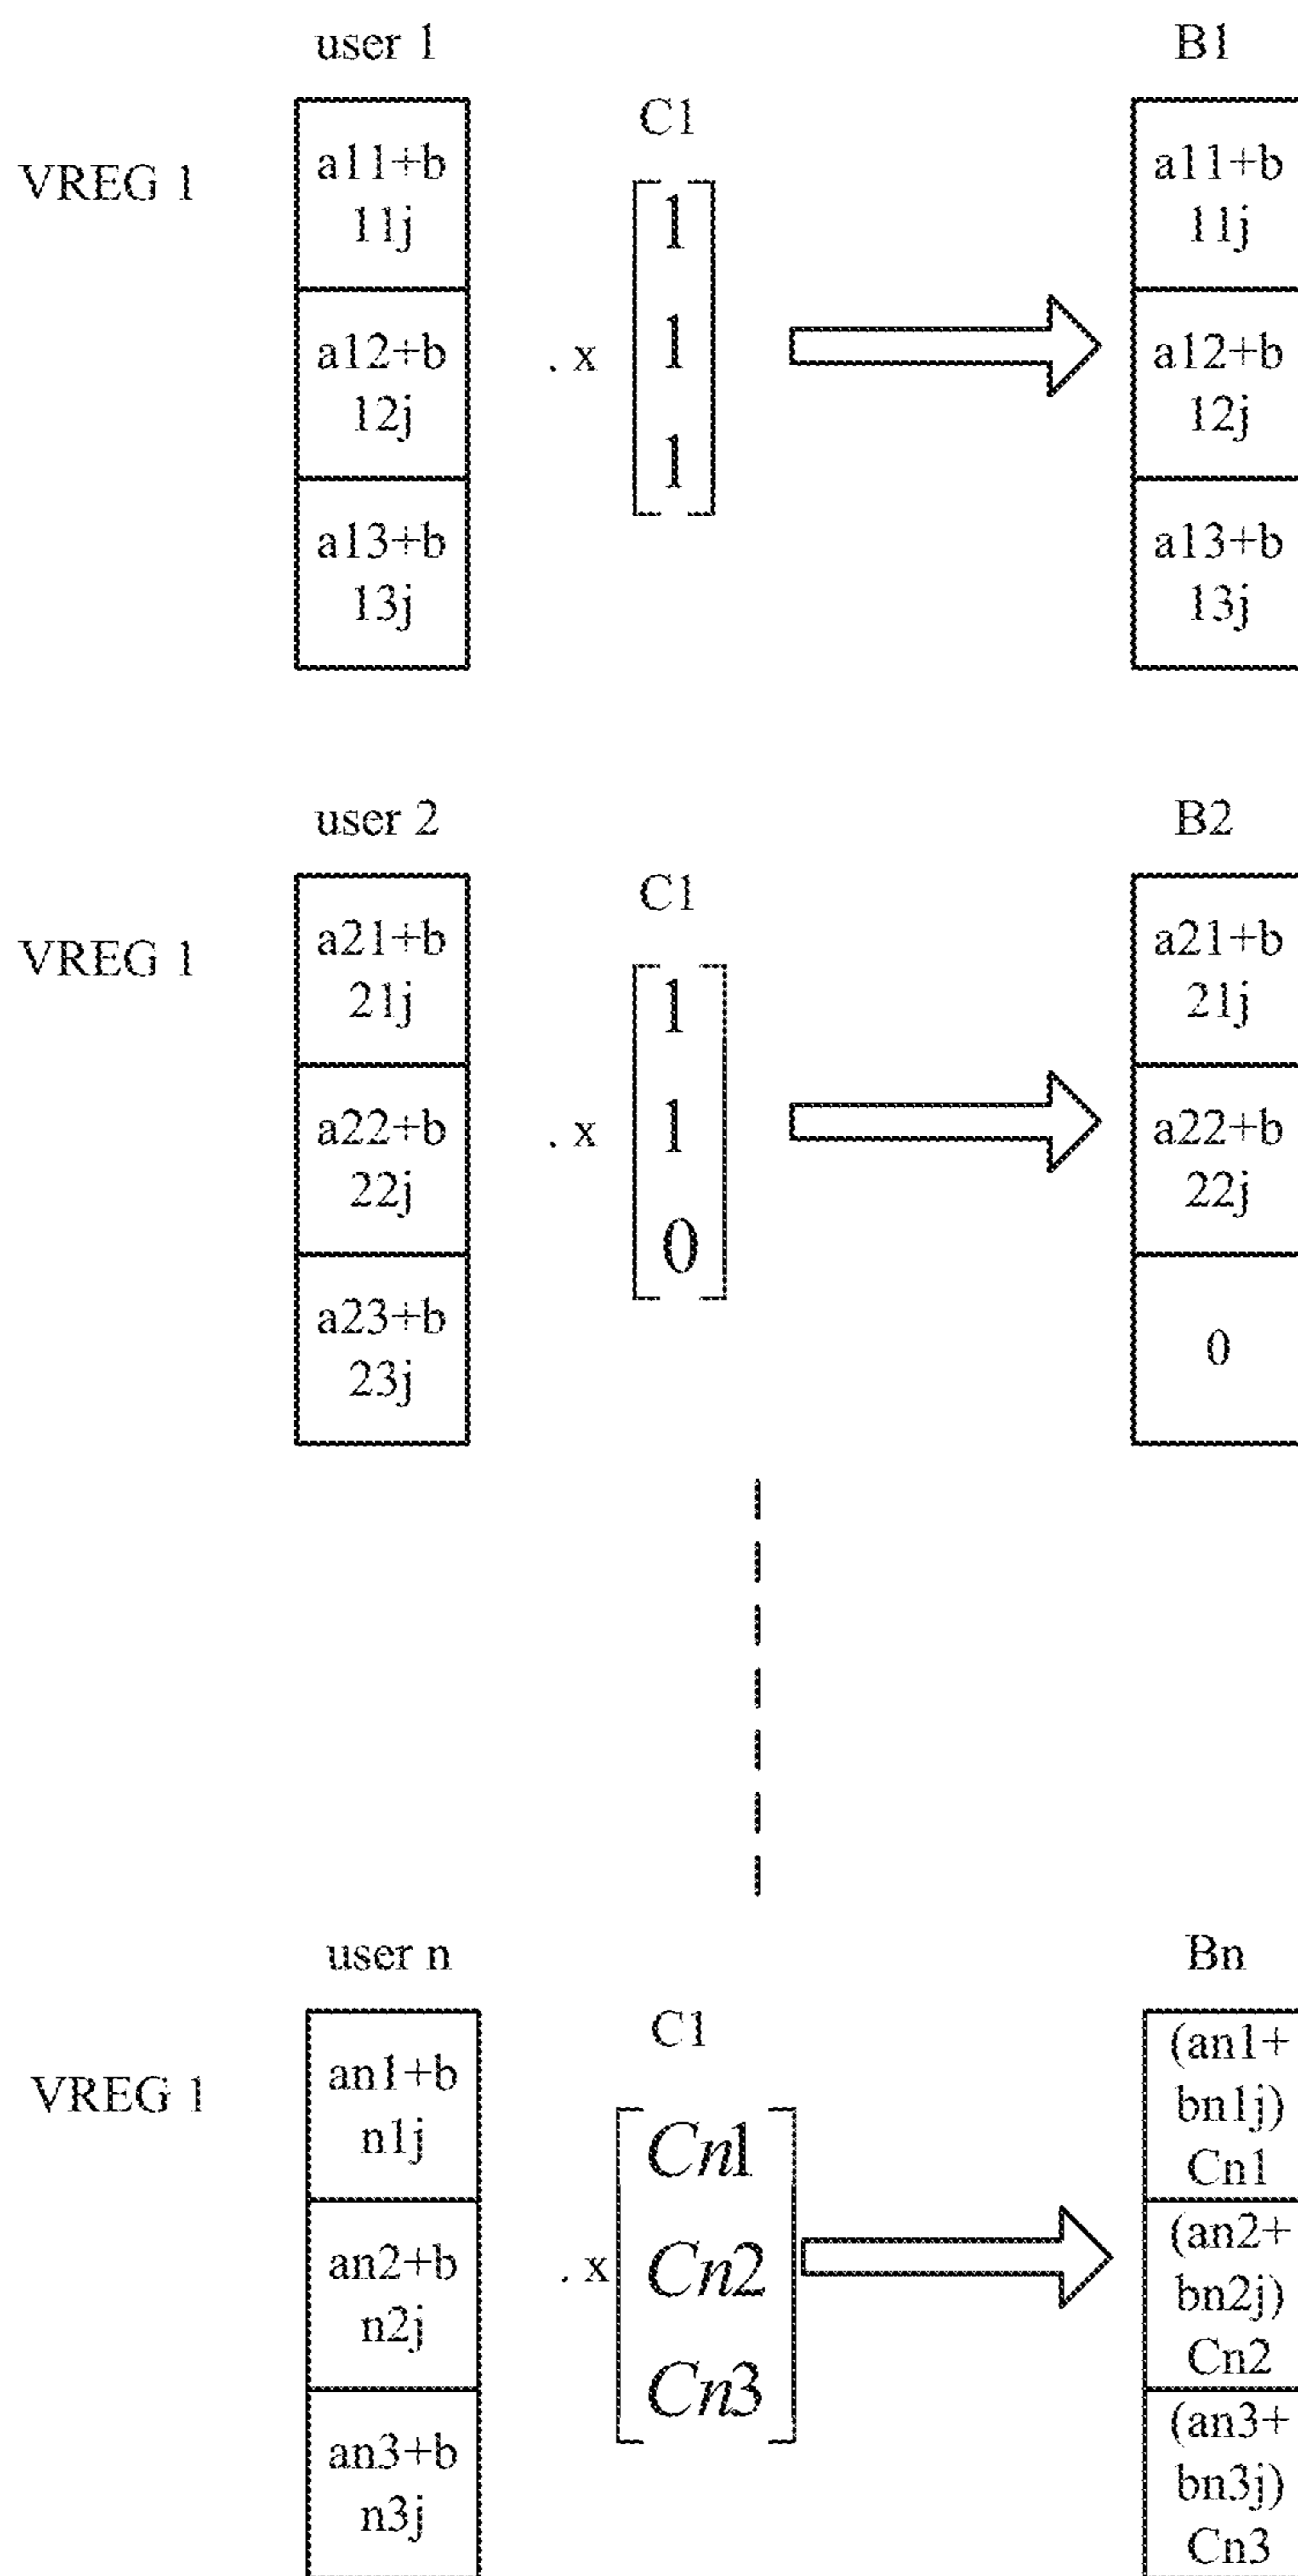 user 1
B1
VREG 1
C1
a11+b
11j
a12+b
12j
a13+b
13j
. x
1
1
1
a11+b
11j
a12+b
12j
a13+b
13j
user 2
B2
VREG 1
C1
a21+b
21j
a22+b
22j
a23+b
23j
. x
1
1
0
a21+b
21j
a22+b
22j
0
user n
Bn
VREG 1
C1
an1+b
n1j
an2+b
n2j
an3+b
n3j
. x
Cn1
Cn2
Cn3
(an1+
bn1j)
Cn1
(an2+
bn2j)
Cn2
(an3+
bn3j)
Cn3